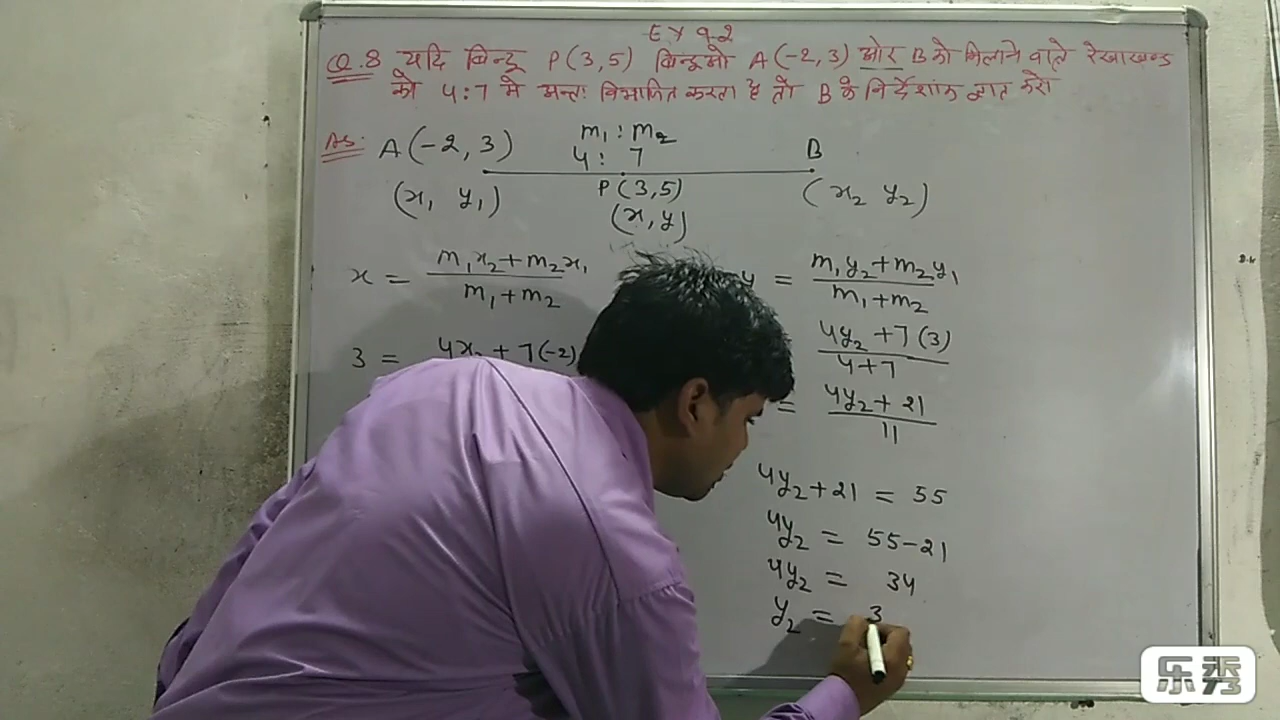 Ex 9.2
Q.8 यदि बिन्दु P(3,5) बिन्दुओ A(-2,3) और B को मिलाने वाले रेखाखण्ड
को 4:7 मे अन्तः विभाजित करता है तो B के निर्देशांक ज्ञात करो
Ans: A(-2,3) m₁:m₂ B
4:7
(x₁ y₁) P(3,5) (x₂ y₂)
(x,y)
x = (m₁x₂+m₂x₁)/(m₁+m₂)
3 = 4x₂+7(-2)
y = (m₁y₂+m₂y₁)/(m₁+m₂)
(4y₂+7(3))/(4+7)
= (4y₂+21)/11
4y₂+21 = 55
4y₂ = 55-21
4y₂ = 34
y₂ = 3
乐秀